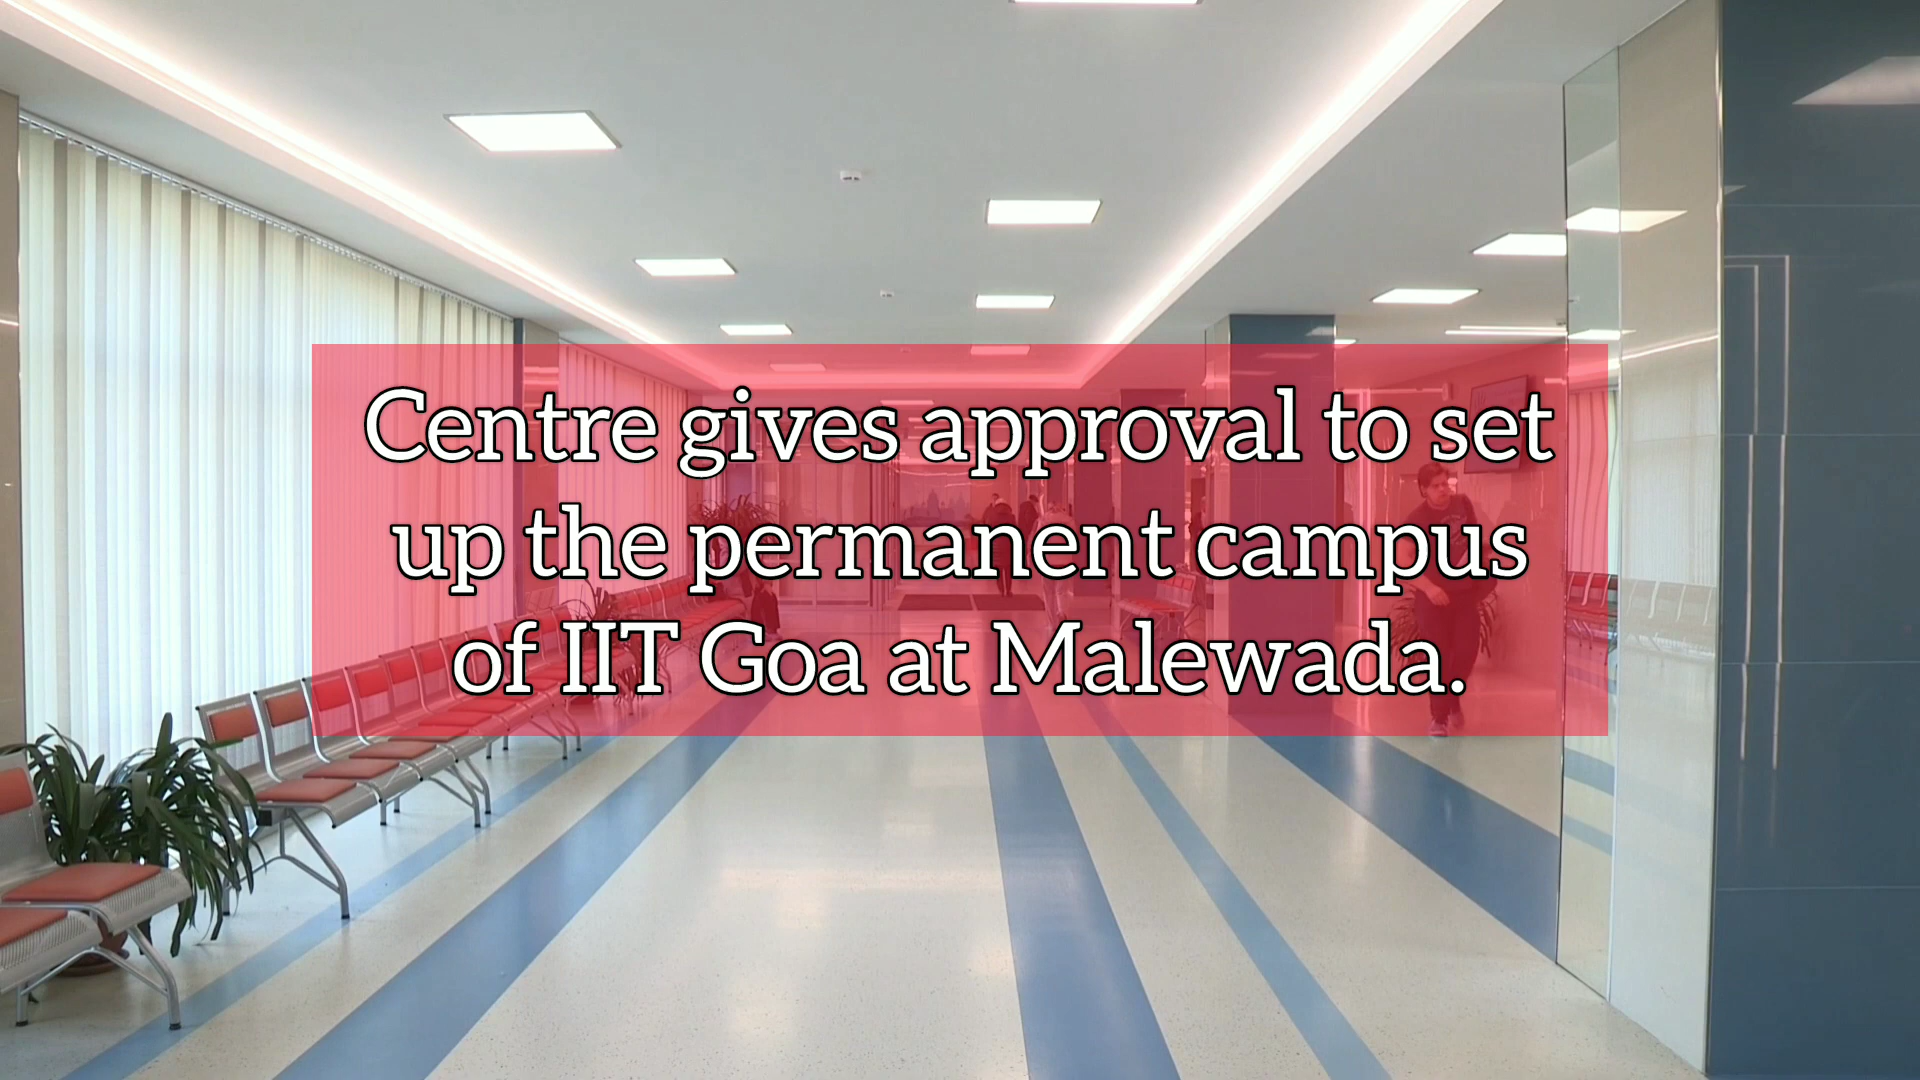 Centre gives approval to set
up the permanent campus
of IIT Goa at Malewada.